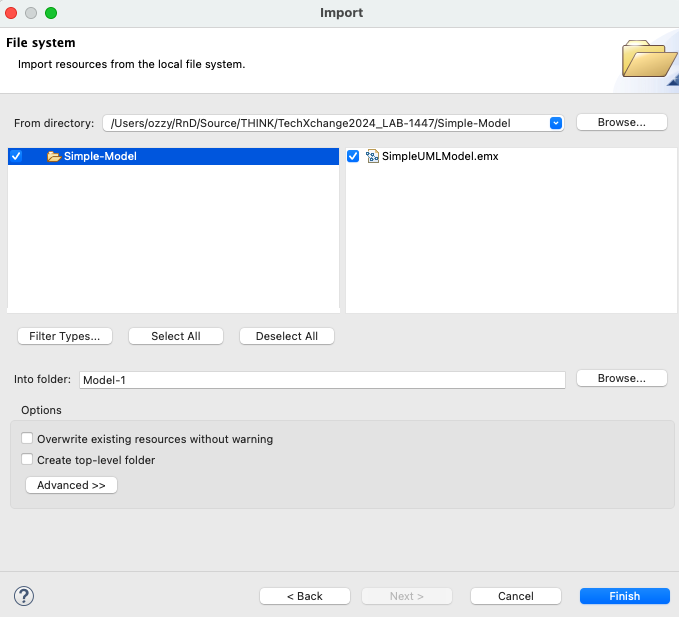 Import
File system
Import resources from the local file system.
From directory: /Users/ozzy/RnD/Source/THINK/TechXchange2024_LAB-1447/Simple-Model Browse...
Simple-Model SimpleUMLModel.emx
Filter Types... Select All Deselect All
Into folder: Model-1 Browse...
Options
Overwrite existing resources without warning
Create top-level folder
Advanced >>
? < Back Next > Cancel Finish